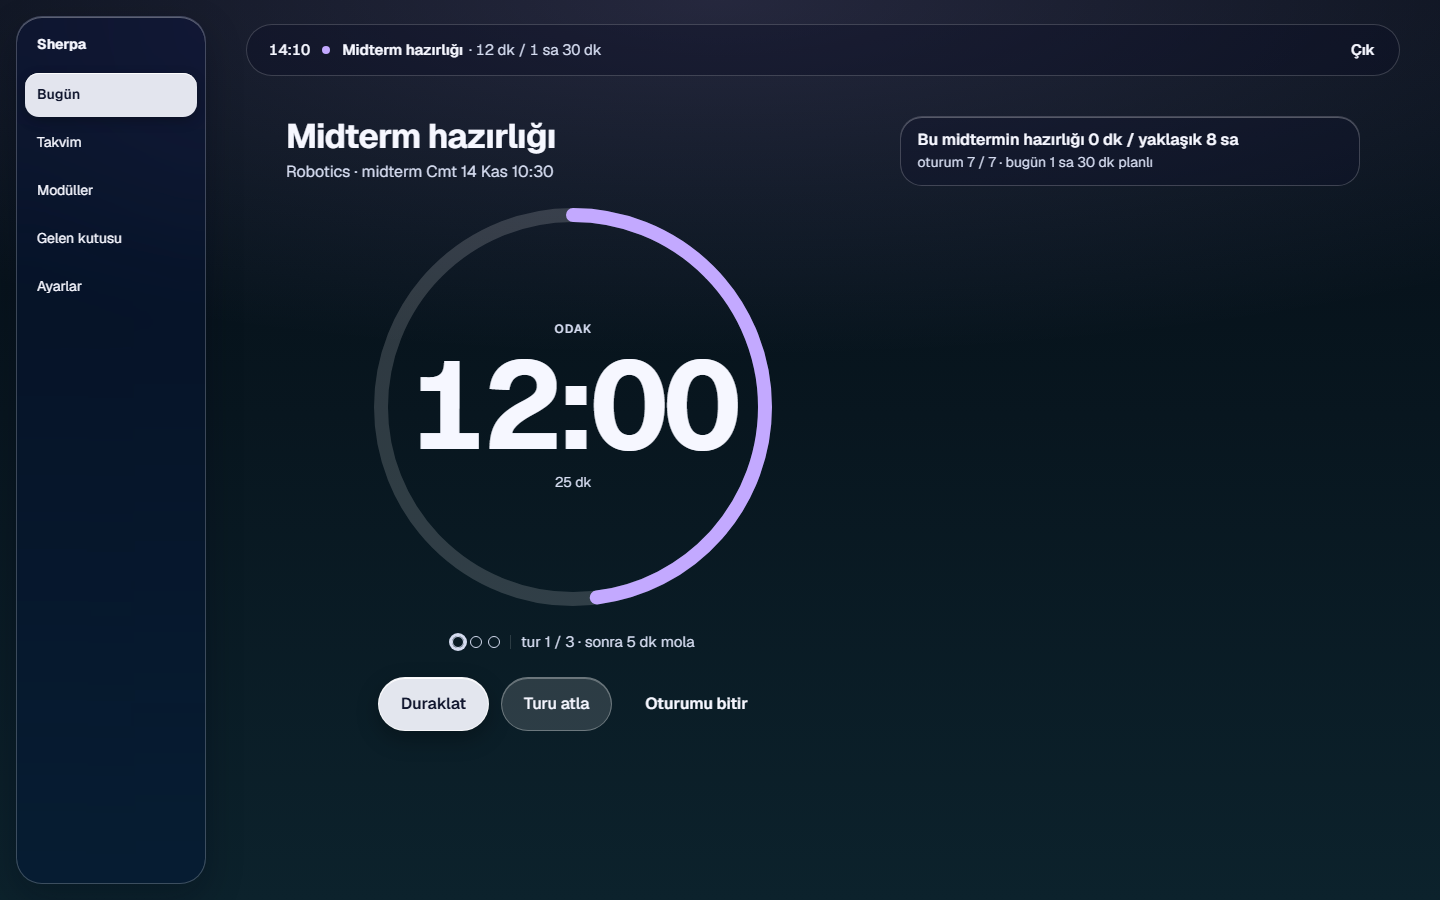 Sherpa
Bugün
Takvim
Modüller
Gelen kutusu
Ayarlar
14:10 Midterm hazırlığı · 12 dk / 1 sa 30 dk
Çık
Midterm hazırlığı
Robotics · midterm Cmt 14 Kas 10:30
Bu midtermin hazırlığı 0 dk / yaklaşık 8 sa
oturum 7 / 7 · bugün 1 sa 30 dk planlı
ODAK
12:00
25 dk
tur 1 / 3 · sonra 5 dk mola
Duraklat
Turu atla
Oturumu bitir